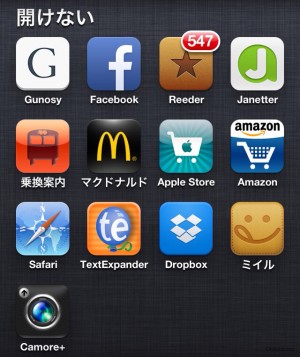 開けない
G
547
Gunosy
Facebook
Reeder
Janetter
amazon
乗換案内
マクドナルド
Apple Store
Amazon
te
Safari
TextExpander
Dropbox
ミイル
Camore+